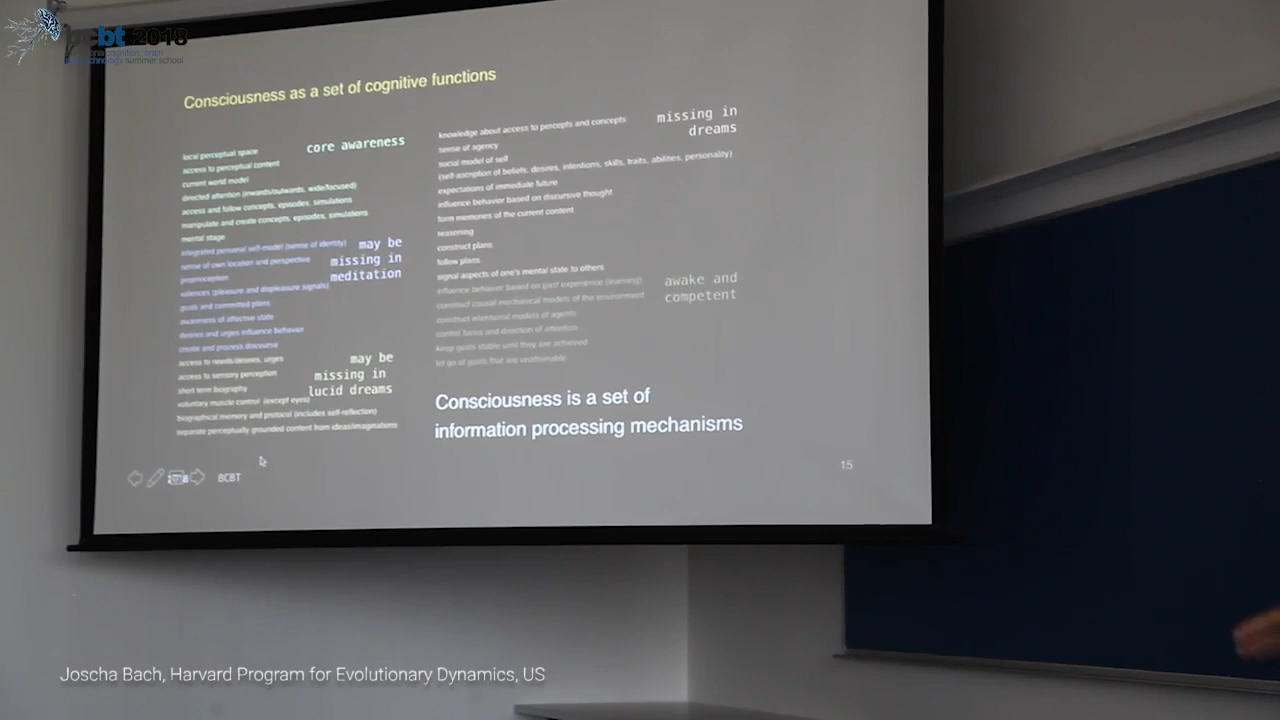 bcbt 2018
summer school
Consciousness as a set of cognitive functions
core awareness
local perceptual space
access to perceptual content
current world model
directed attention (inwards/outwards, wide/focused)
access and follow concepts, episodes, simulations
manipulate and create concepts, episodes, simulations
mental stage
may be
missing in
meditation
integrated personal self-model (sense of identity)
sense of own location and perspective
proprioception
valences (pleasure and displeasure signals)
goals and committed plans
awareness of affective state
desires and urges influence behavior
create and process discourse
may be
missing in
lucid dreams
access to needs/desires, urges
access to sensory perception
short term biography
voluntary muscle control (except eyes)
biographical memory and protocol (includes self-reflection)
separate perceptually grounded content from ideas/imaginations
missing in
dreams
knowledge about access to percepts and concepts
sense of agency
social model of self
(self-ascription of beliefs, desires, intentions, skills, traits, abilities, personality)
expectations of immediate future
influence behavior based on discursive thought
form memories of the current content
reasoning
construct plans
follow plans
signal aspects of one's mental state to others
awake and
competent
influence behavior based on past experience (learning)
construct causal mechanical models of the environment
construct intentional models of agents
control focus and direction of attention
keep goals stable until they are achieved
let go of goals that are unattainable
Consciousness is a set of
information processing mechanisms
BCBT
15
Joscha Bach, Harvard Program for Evolutionary Dynamics, US